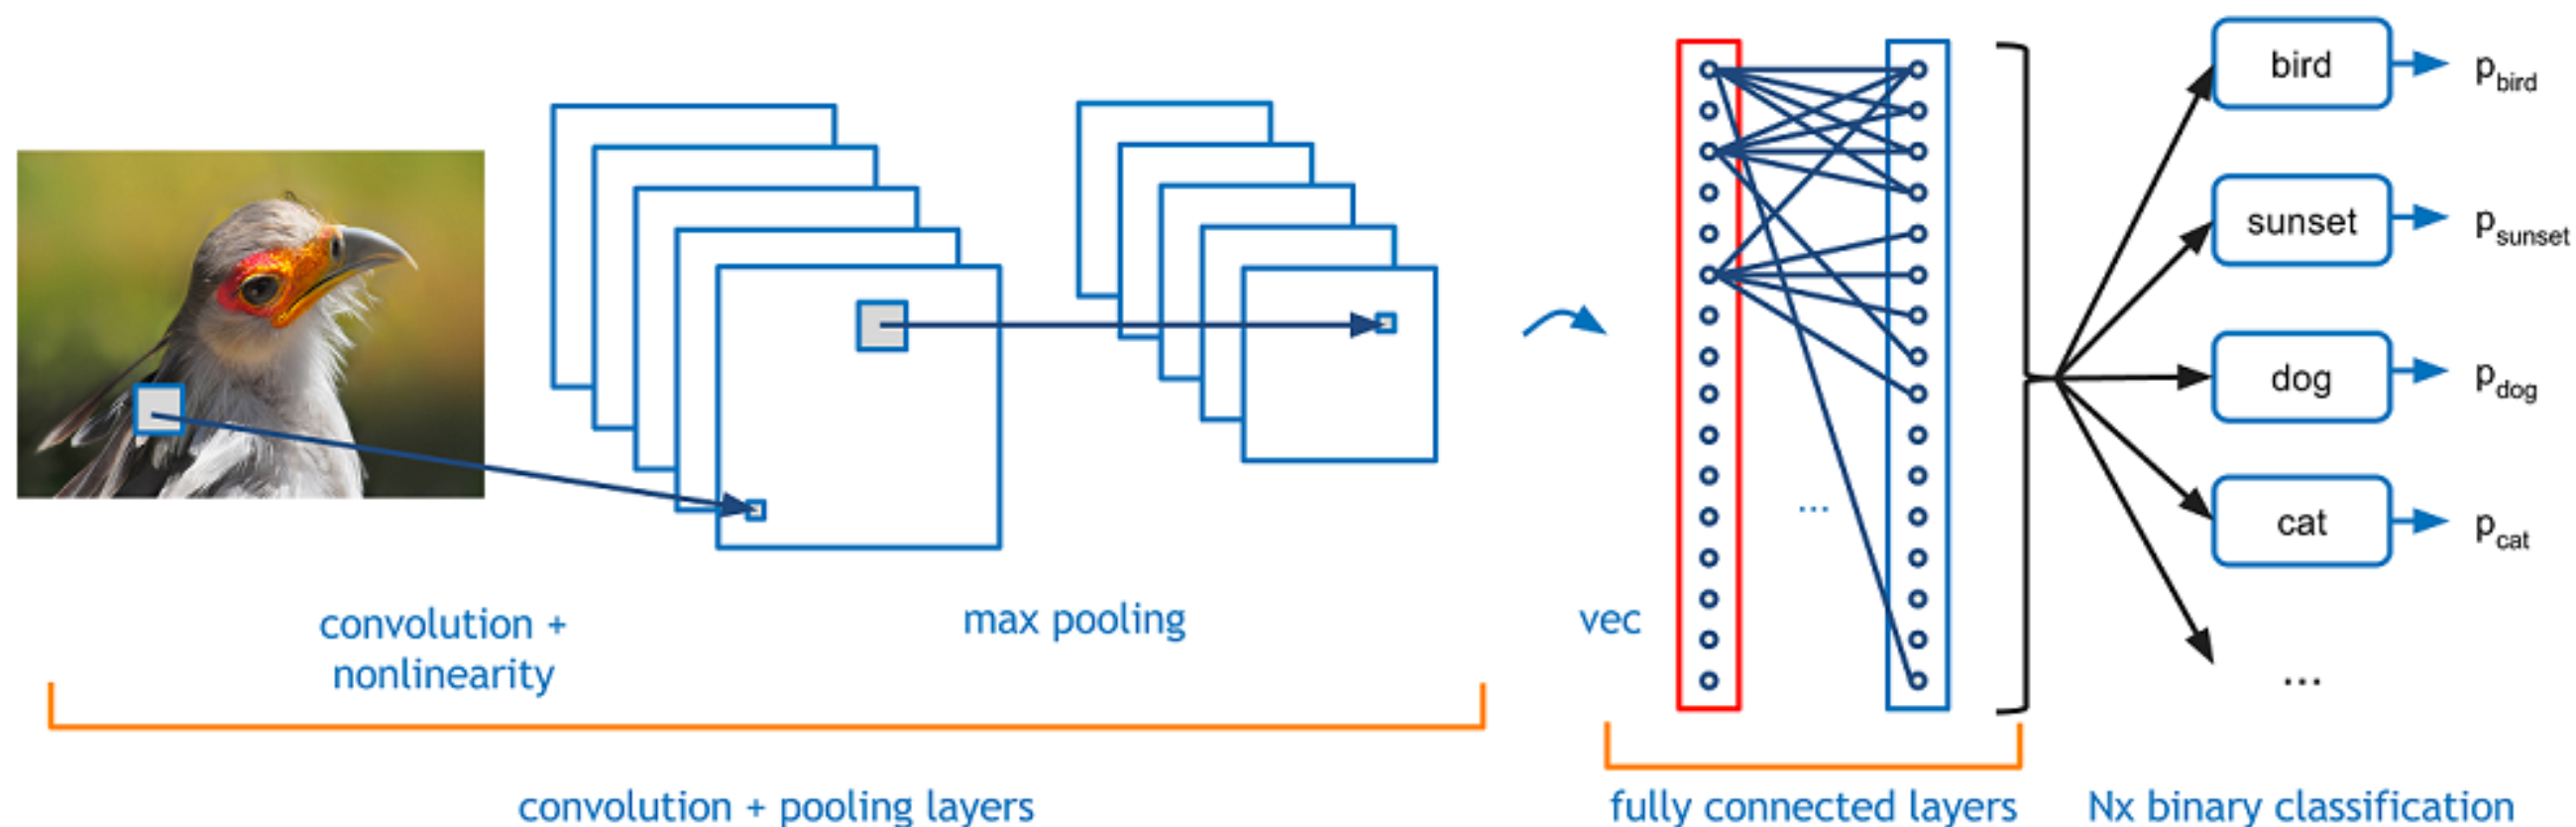 bird
p_bird
sunset
p_sunset
dog
p_dog
cat
p_cat
...
...
convolution +
nonlinearity
max pooling
vec
convolution + pooling layers
fully connected layers
Nx binary classification